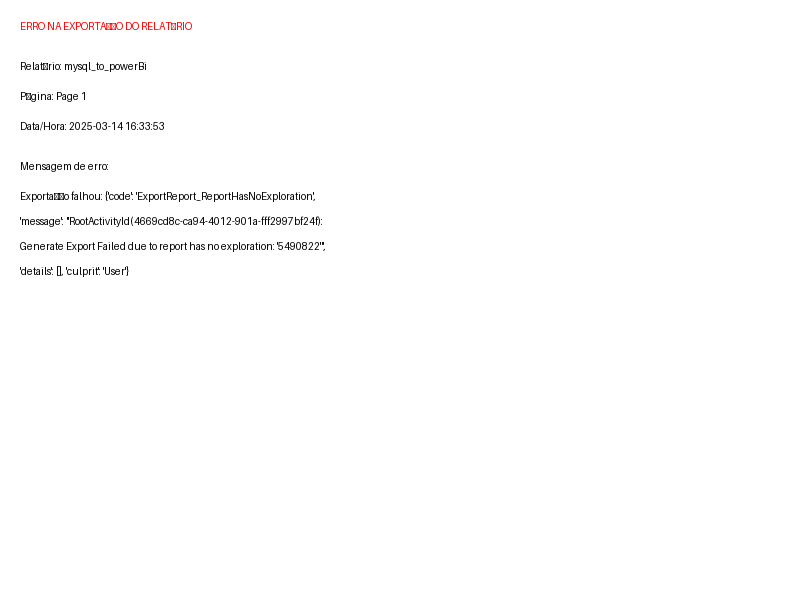 ERRO NA EXPORTA▯▯O DO RELAT▯RIO
Relat▯rio: mysql_to_powerBi
P▯gina: Page 1
Data/Hora: 2025-03-14 16:33:53
Mensagem de erro:
Exporta▯▯o falhou: {'code': 'ExportReport_ReportHasNoExploration',
'message': "RootActivityId(4669cd8c-ca94-4012-901a-fff2997bf24f):
Generate Export Failed due to report has no exploration: '5490822'",
'details': [], 'culprit': 'User'}